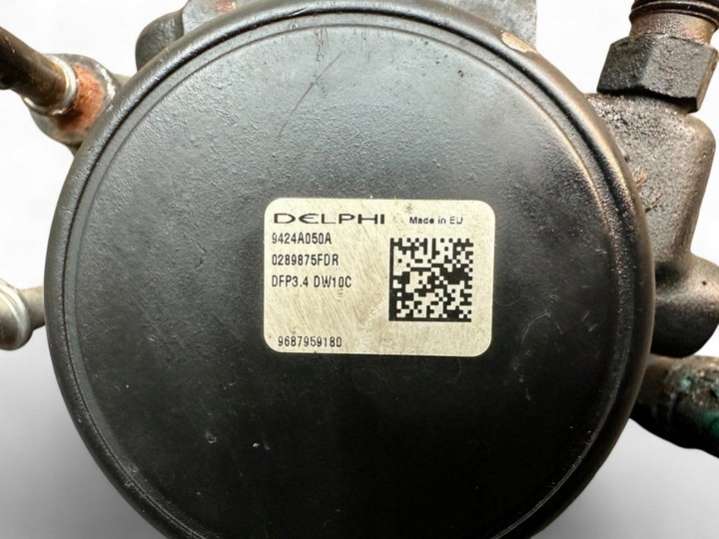 DELPHI Made in EU
9424A050A
0289875FDR
DFP3.4 DW10C
9687959180